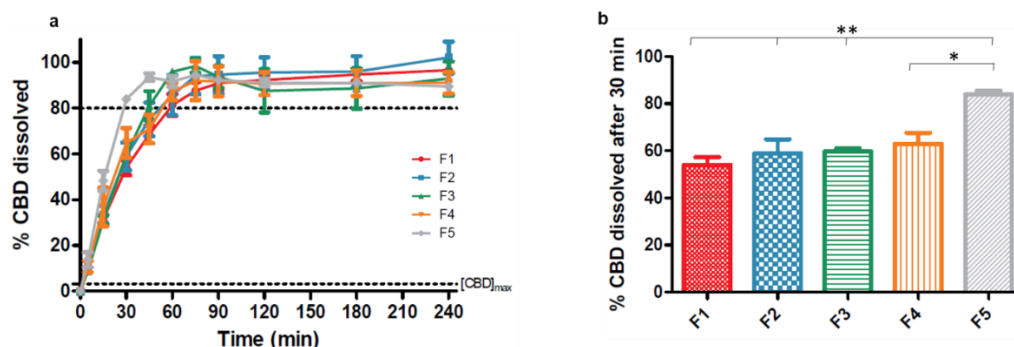 a
% CBD dissolved
100
80
60
40
20
0
[CBD]max
0 30 60 90 120 150 180 210 240
Time (min)
F1
F2
F3
F4
F5
b
% CBD dissolved after 30 min
100
80
60
40
20
0
**
*
F1 F2 F3 F4 F5